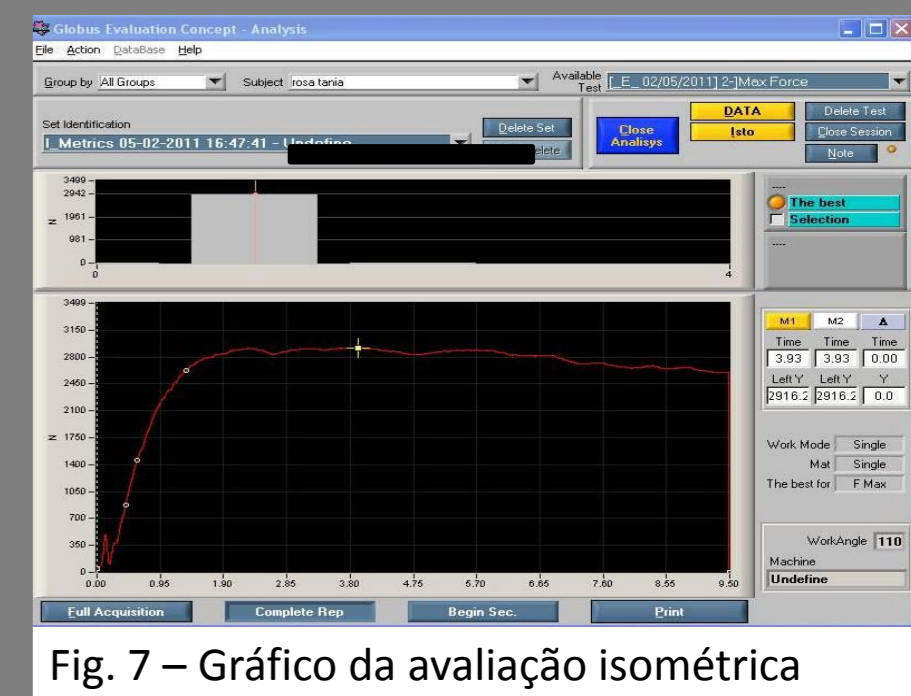 Globus Evaluation Concept - Analysis
File Action DataBase Help
Group by All Groups Subject rosa tania Available Test [_E_ 02/05/2011] 2-]Max Force
Set Identification
I_Metrics 05-02-2011 16:47:41 - Undefine
Delete Set
elete
Close Analisys
DATA
Isto
Delete Test
Close Session
Note
3499
2942
1961
981
0
N
0 4
----
The best
Selection
----
3499
3150
2800
2460
2100
1750
1400
1050
700
350
0
N
0.00 0.95 1.90 2.85 3.80 4.75 5.70 6.65 7.60 8.55 9.50
M1 M2 Δ
Time Time Time
3.93 3.93 0.00
Left Y Left Y Y
2916.2 2916.2 0.0
Work Mode Single
Mat Single
The best for F Max
WorkAngle 110
Machine
Undefine
Full Acquisition Complete Rep Begin Sec. Print
Fig. 7 – Gráfico da avaliação isométrica